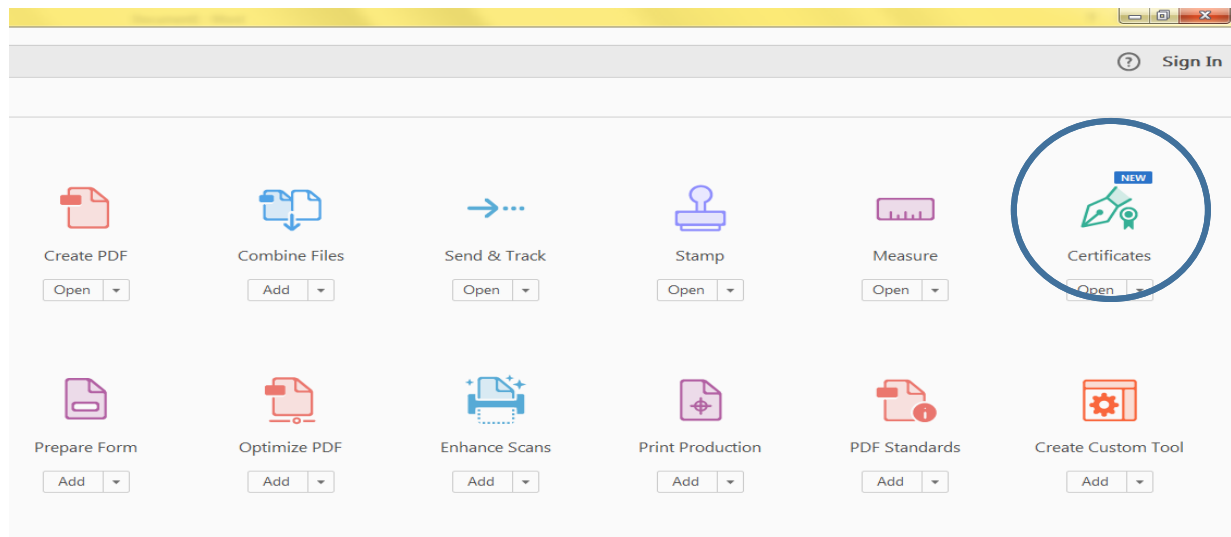 Sign In
NEW
Create PDF Combine Files Send & Track Stamp Measure Certificates
Open Add Open Open Open Open
Prepare Form Optimize PDF Enhance Scans Print Production PDF Standards Create Custom Tool
Add Add Add Add Add Add